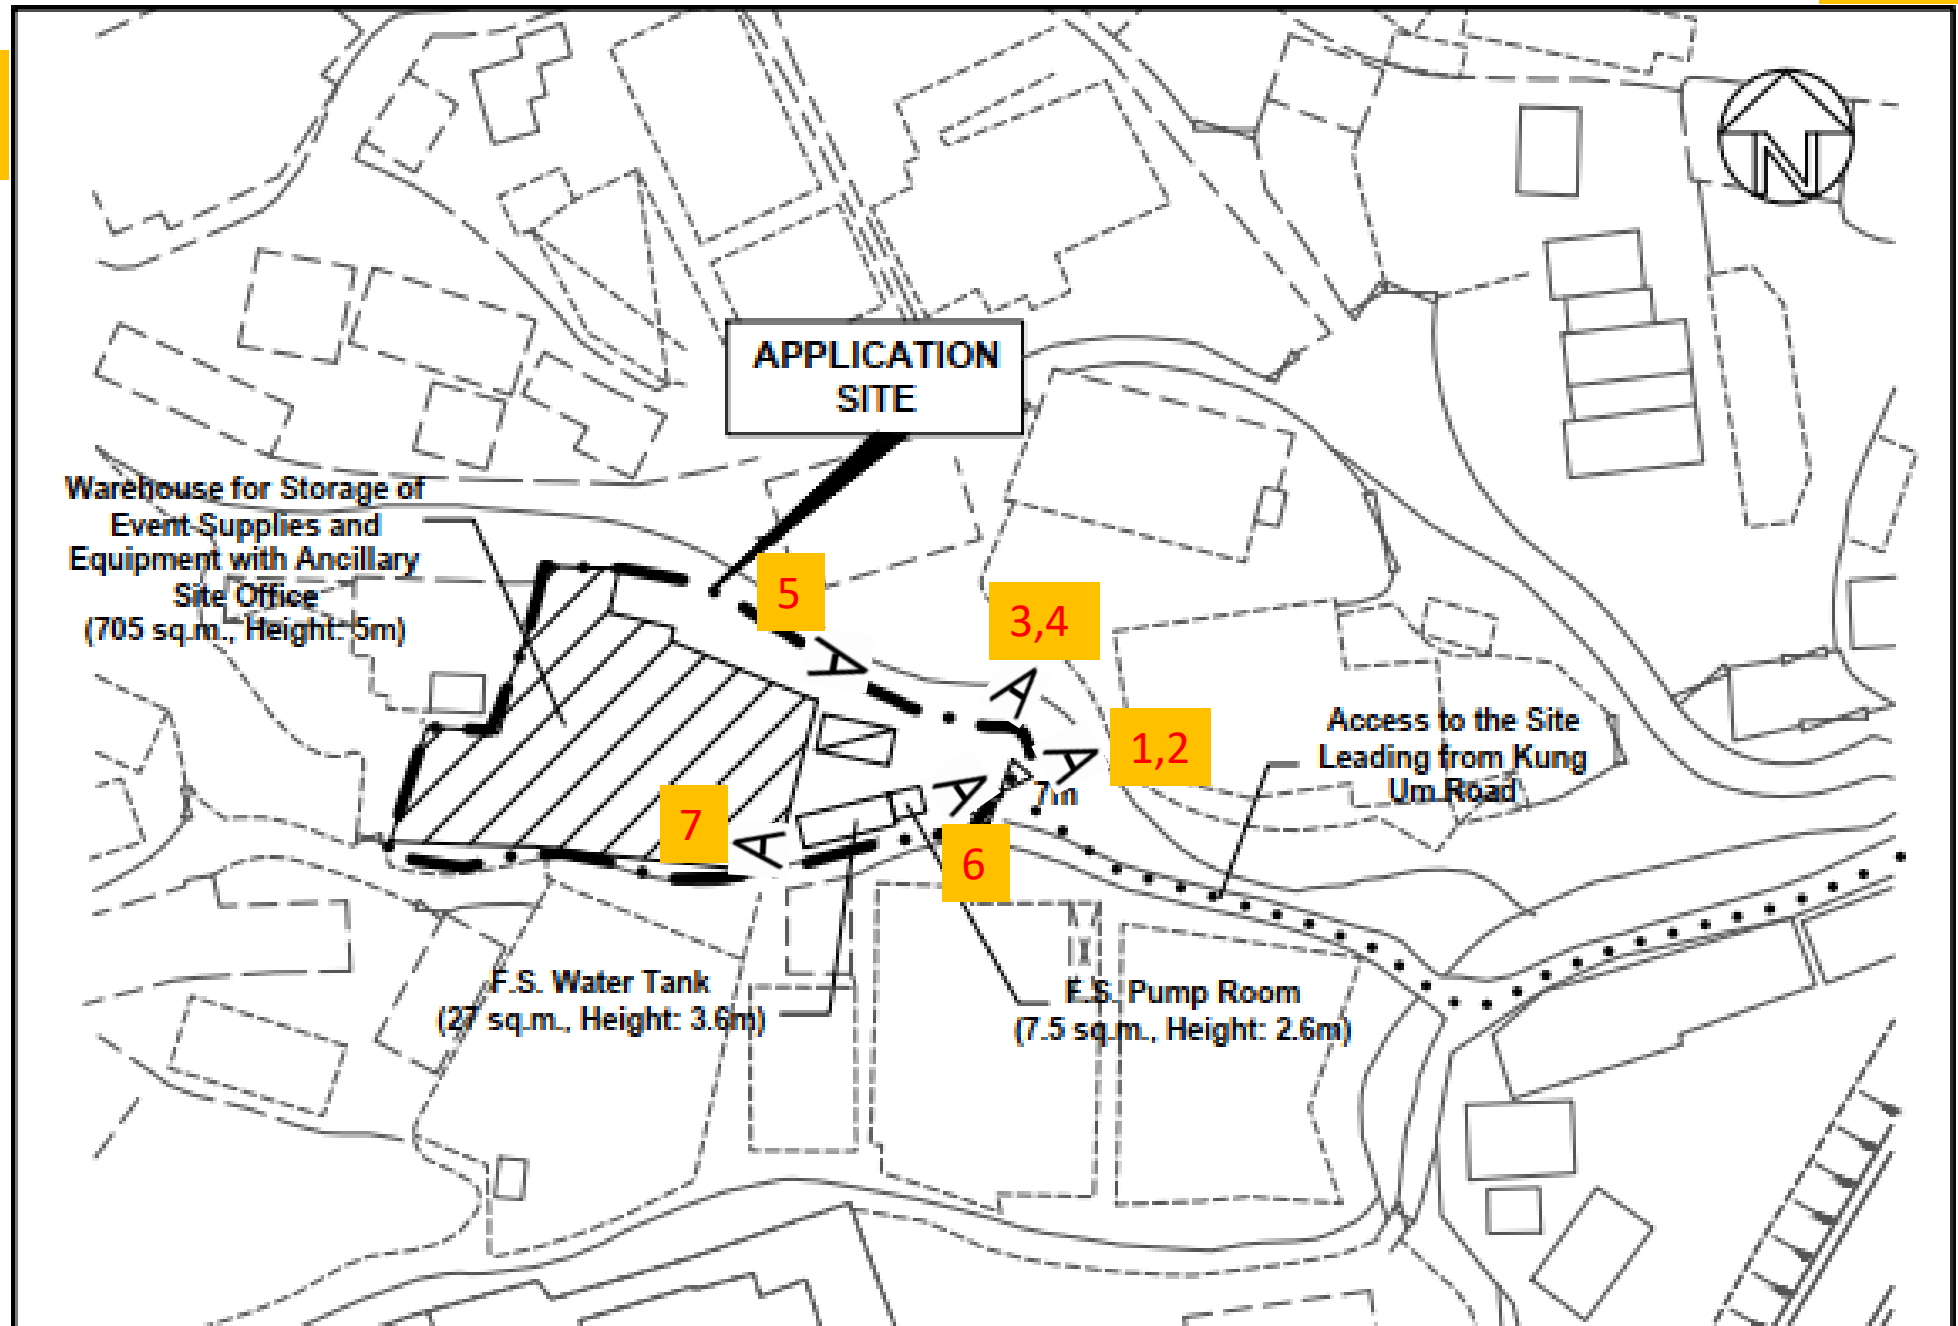 N
APPLICATION
SITE
Warehouse for Storage of
Event Supplies and
Equipment with Ancillary
Site Office
(705 sq.m., Height: 5m)
5
3,4
1,2
7m
Access to the Site
Leading from Kung
Um Road
7
6
F.S. Water Tank
(27 sq.m., Height: 3.6m)
F.S. Pump Room
(7.5 sq.m., Height: 2.6m)